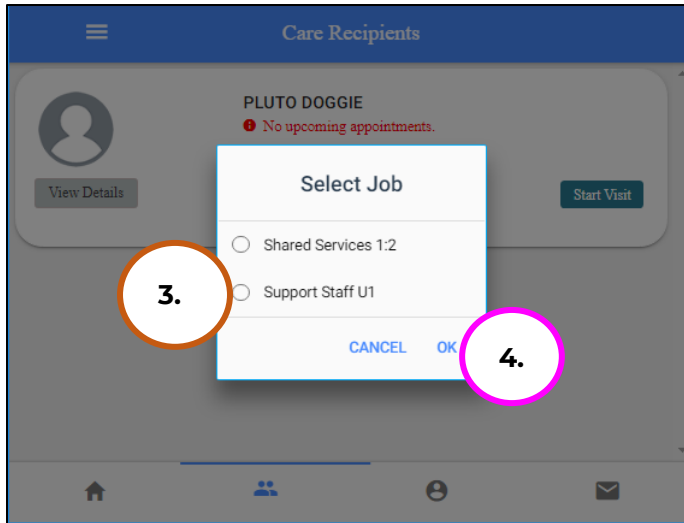 Care Recipients
PLUTO DOGGIE
No upcoming appointments.
View Details
Start Visit
Select Job
Shared Services 1:2
Support Staff U1
3.
CANCEL OK
4.